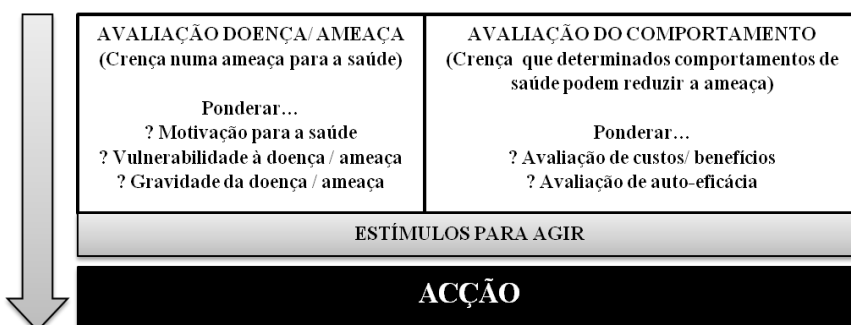 AVALIAÇÃO DOENÇA/ AMEAÇA
(Crença numa ameaça para a saúde)
Ponderar…
? Motivação para a saúde
? Vulnerabilidade à doença / ameaça
? Gravidade da doença / ameaça
AVALIAÇÃO DO COMPORTAMENTO
(Crença que determinados comportamentos de
saúde podem reduzir a ameaça)
Ponderar…
? Avaliação de custos/ benefícios
? Avaliação de auto-eficácia
ESTÍMULOS PARA AGIR
ACÇÃO